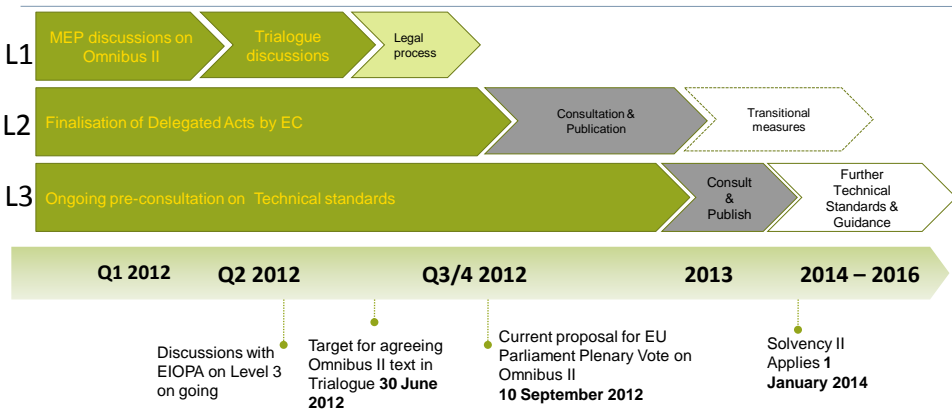 L1
MEP discussions on
Omnibus II
Trialogue
discussions
Legal
process
L2
Finalisation of Delegated Acts by EC
Consultation &
Publication
Transitional
measures
L3
Ongoing pre-consultation on Technical standards
Consult
&
Publish
Further
Technical
Standards &
Guidance
Q1 2012
Q2 2012
Q3/4 2012
2013
2014 – 2016
Discussions with
EIOPA on Level 3
on going
Target for agreeing
Omnibus II text in
Trialogue 30 June
2012
Current proposal for EU
Parliament Plenary Vote on
Omnibus II
10 September 2012
Solvency II
Applies 1
January 2014